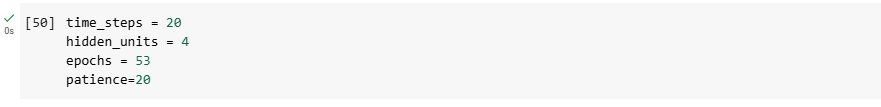 [50] time_steps = 20
0s
hidden_units = 4
epochs = 53
patience=20